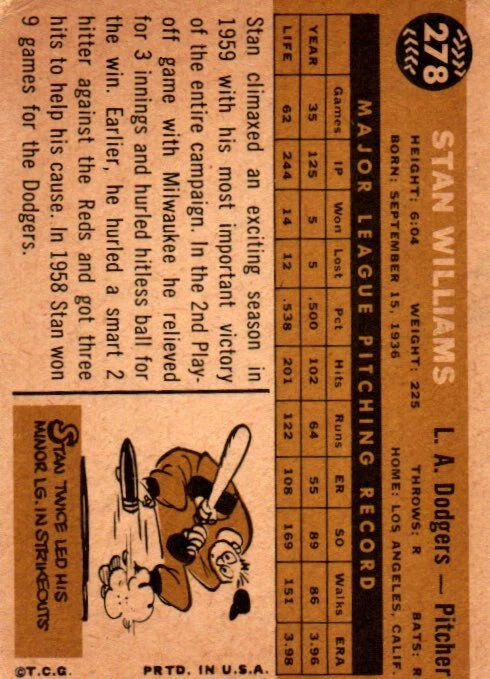 278
STAN WILLIAMS L. A. Dodgers — Pitcher
HEIGHT: 6:04 WEIGHT: 225 THROWS: R BATS: R
BORN: SEPTEMBER 15, 1936 HOME: LOS ANGELES, CALIF.
MAJOR LEAGUE PITCHING RECORD
Games IP Won Lost Pct Hits Runs ER SO Walks ERA
YEAR 35 125 5 5 .500 102 64 55 89 86 3.96
LIFE 62 244 14 12 .538 201 122 108 169 151 3.98
Stan climaxed an exciting season in
1959 with his most important victory
of the entire campaign. In the 2nd Play-
off game with Milwaukee he relieved
for 3 innings and hurled hitless ball for
the win. Earlier, he hurled a smart 2
hitter against the Reds and got three
hits to help his cause. In 1958 Stan won
9 games for the Dodgers.
STAN TWICE LED HIS
MINOR LG. IN STRIKEOUTS
©T.C.G. PRTD. IN U.S.A.